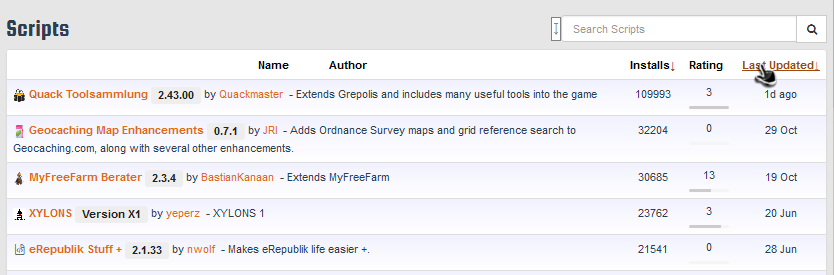 Scripts
Search Scripts
Name Author Installs↓ Rating Last Updated↓
Quack Toolsammlung 2.43.00 by Quackmaster - Extends Grepolis and includes many useful tools into the game 109993 3 1d ago
Geocaching Map Enhancements 0.7.1 by JRI - Adds Ordnance Survey maps and grid reference search to 32204 0 29 Oct
Geocaching.com, along with several other enhancements.
MyFreeFarm Berater 2.3.4 by BastianKanaan - Extends MyFreeFarm 30685 13 19 Oct
XYLONS Version X1 by yeperz - XYLONS 1 23762 3 20 Jun
eRepublik Stuff + 2.1.33 by nwolf - Makes eRepublik life easier +. 21541 0 28 Jun